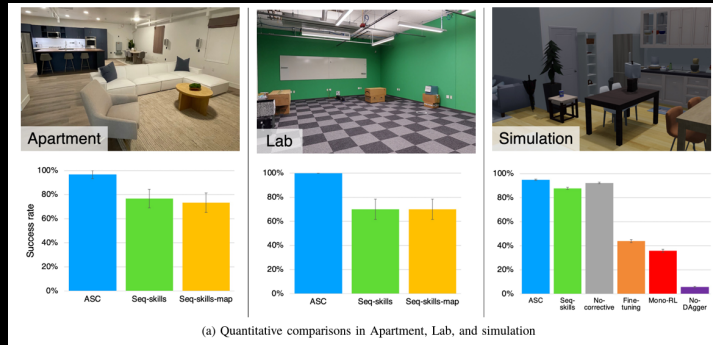 Apartment
Lab
Simulation
Success rate
100%
80%
60%
40%
20%
0%
ASC
Seq-skills
Seq-skills-map
100%
80%
60%
40%
20%
0%
ASC
Seq-skills
Seq-skills-map
100%
80%
60%
40%
20%
0%
ASC
Seq-
skills
No-
corrective
Fine-
tuning
Mono-RL
No-
DAgger
(a) Quantitative comparisons in Apartment, Lab, and simulation